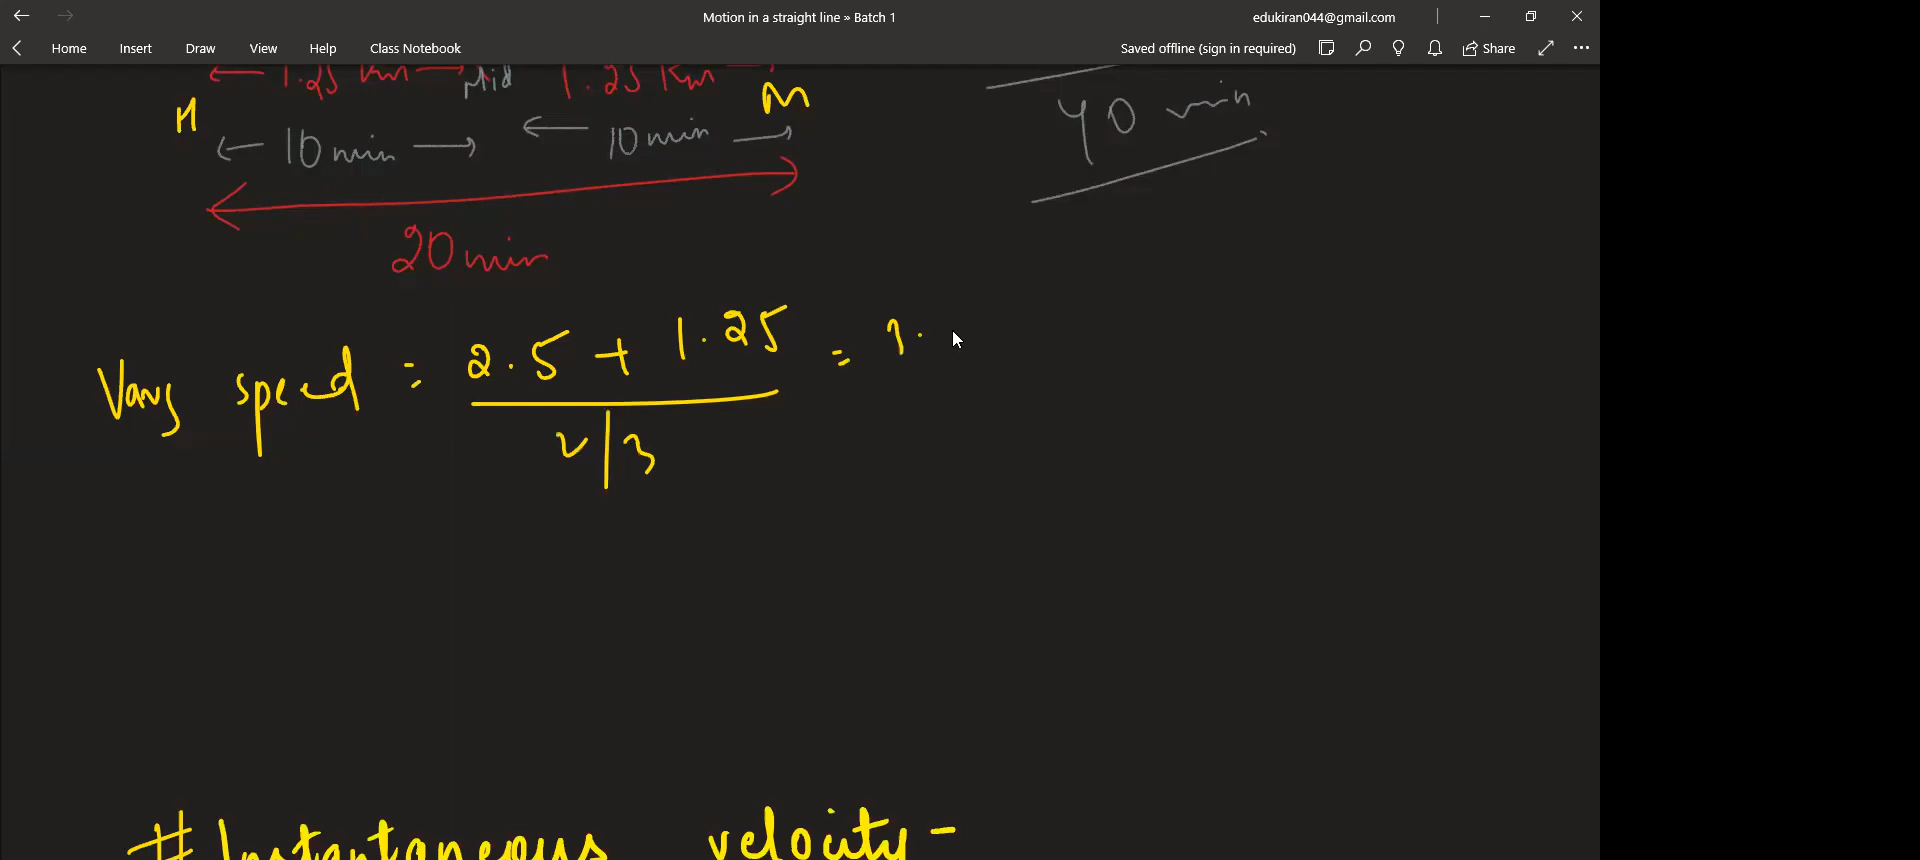 Motion in a straight line » Batch 1
edukiran044@gmail.com
Home Insert Draw View Help Class Notebook
Saved offline (sign in required)
Share
1.25 Km Mid 1.25 Km
H M
10 min 10 min
40 min
20 min
Vavg speed = 2.5 + 1.25 =
2/3
# Instantaneous velocity -